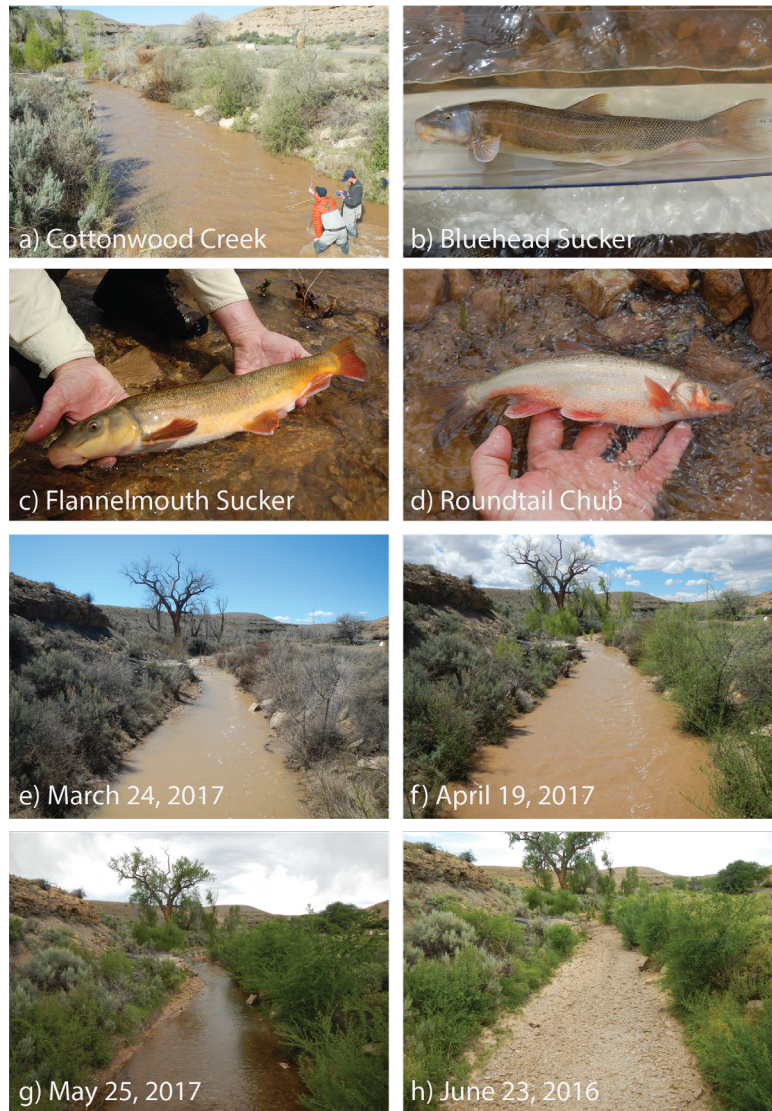 a) Cottonwood Creek
b) Bluehead Sucker
c) Flannelmouth Sucker
d) Roundtail Chub
e) March 24, 2017
f) April 19, 2017
g) May 25, 2017
h) June 23, 2016